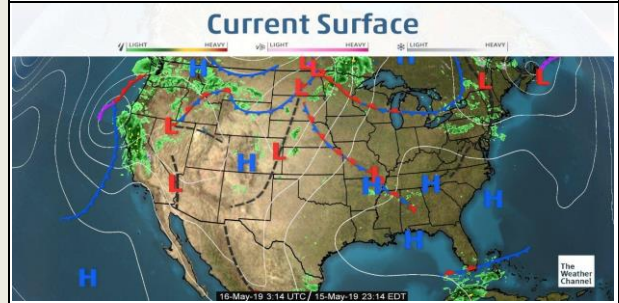 Current Surface
LIGHT HEAVY LIGHT HEAVY LIGHT HEAVY
H H
L
L L L
L
L
L H L
L L H H
H
H
H
The
Weather
Channel
16-May-19 3:14 UTC / 15-May-19 23:14 EDT